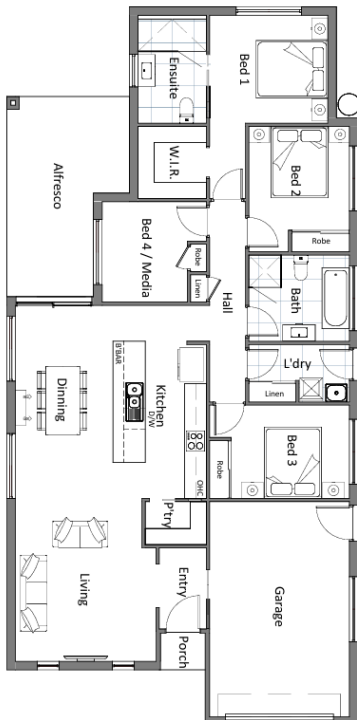 Ensuite
Bed 1
W.I.R.
Bed 2
Robe
Alfresco
Bed 4 / Media
Robe
Linen
Hall
Bath
L'dry
Linen
B'BAR
Kitchen
D/W
Dinning
Bed 3
Robe
OHC
P'try
Living
Entry
Garage
Porch